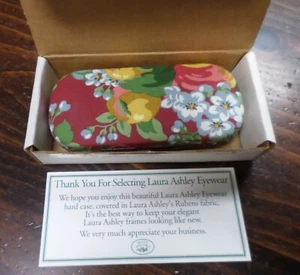 Thank You For Selecting Laura Ashley Eyewear
We hope you enjoy this beautiful Laura Ashley Eyewear
hard case, covered in Laura Ashley's Rubens fabric.
It's the best way to keep your elegant
Laura Ashley frames looking like new.
We very much appreciate your business.